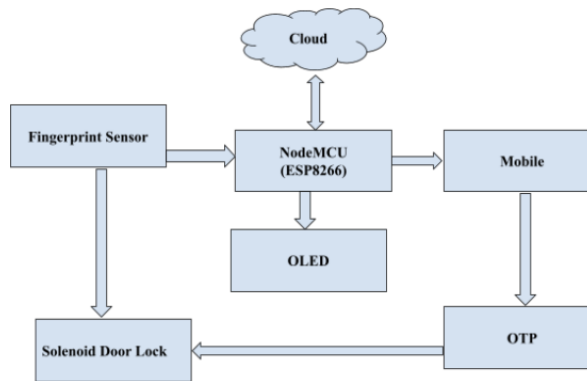 Cloud
Fingerprint Sensor
NodeMCU
(ESP8266)
Mobile
OLED
Solenoid Door Lock
OTP